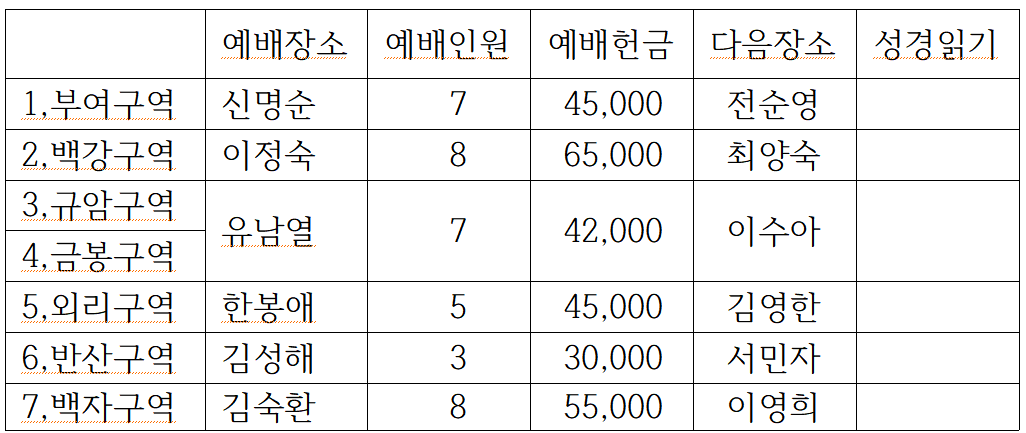 예배장소 예배인원 예배헌금 다음장소 성경읽기
1,부여구역 신명순 7 45,000 전순영
2,백강구역 이정숙 8 65,000 최양숙
3,규암구역
유남열 7 42,000 이수아
4,금봉구역
5,외리구역 한봉애 5 45,000 김영한
6,반산구역 김성해 3 30,000 서민자
7,백자구역 김숙환 8 55,000 이영희